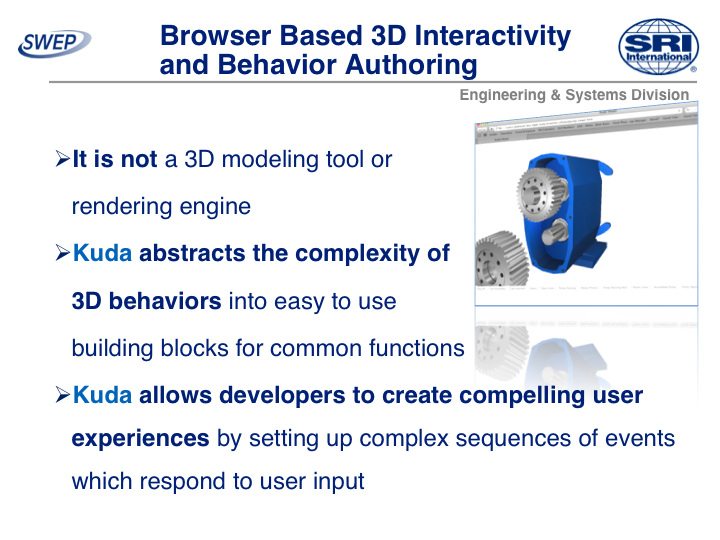 SWEP
Browser Based 3D Interactivity
and Behavior Authoring
SRI
International
®
Engineering & Systems Division
➢It is not a 3D modeling tool or
rendering engine
➢Kuda abstracts the complexity of
3D behaviors into easy to use
building blocks for common functions
➢Kuda allows developers to create compelling user
experiences by setting up complex sequences of events
which respond to user input